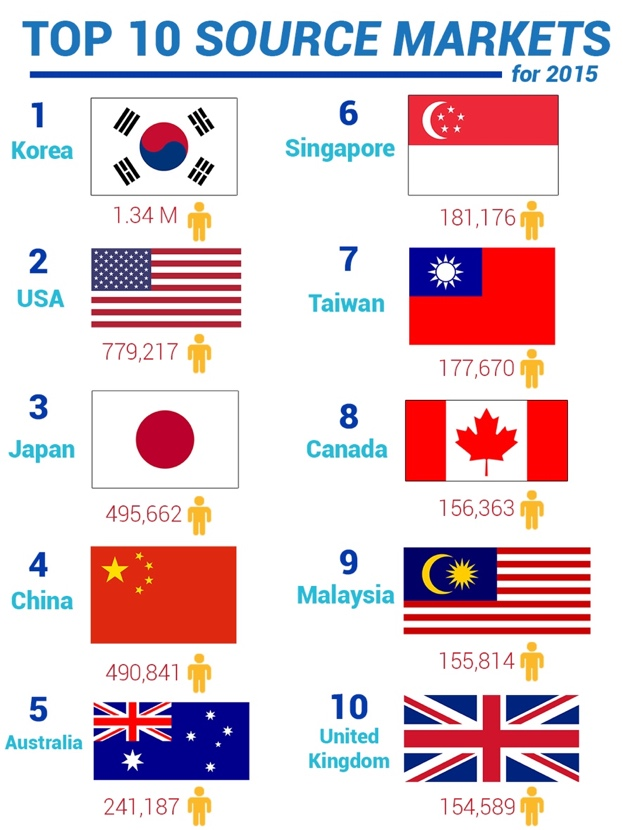 TOP 10 SOURCE MARKETS
for 2015
1
Korea
1.34 M
2
USA
779,217
3
Japan
495,662
4
China
490,841
5
Australia
241,187
6
Singapore
181,176
7
Taiwan
177,670
8
Canada
156,363
9
Malaysia
155,814
10
United
Kingdom
154,589